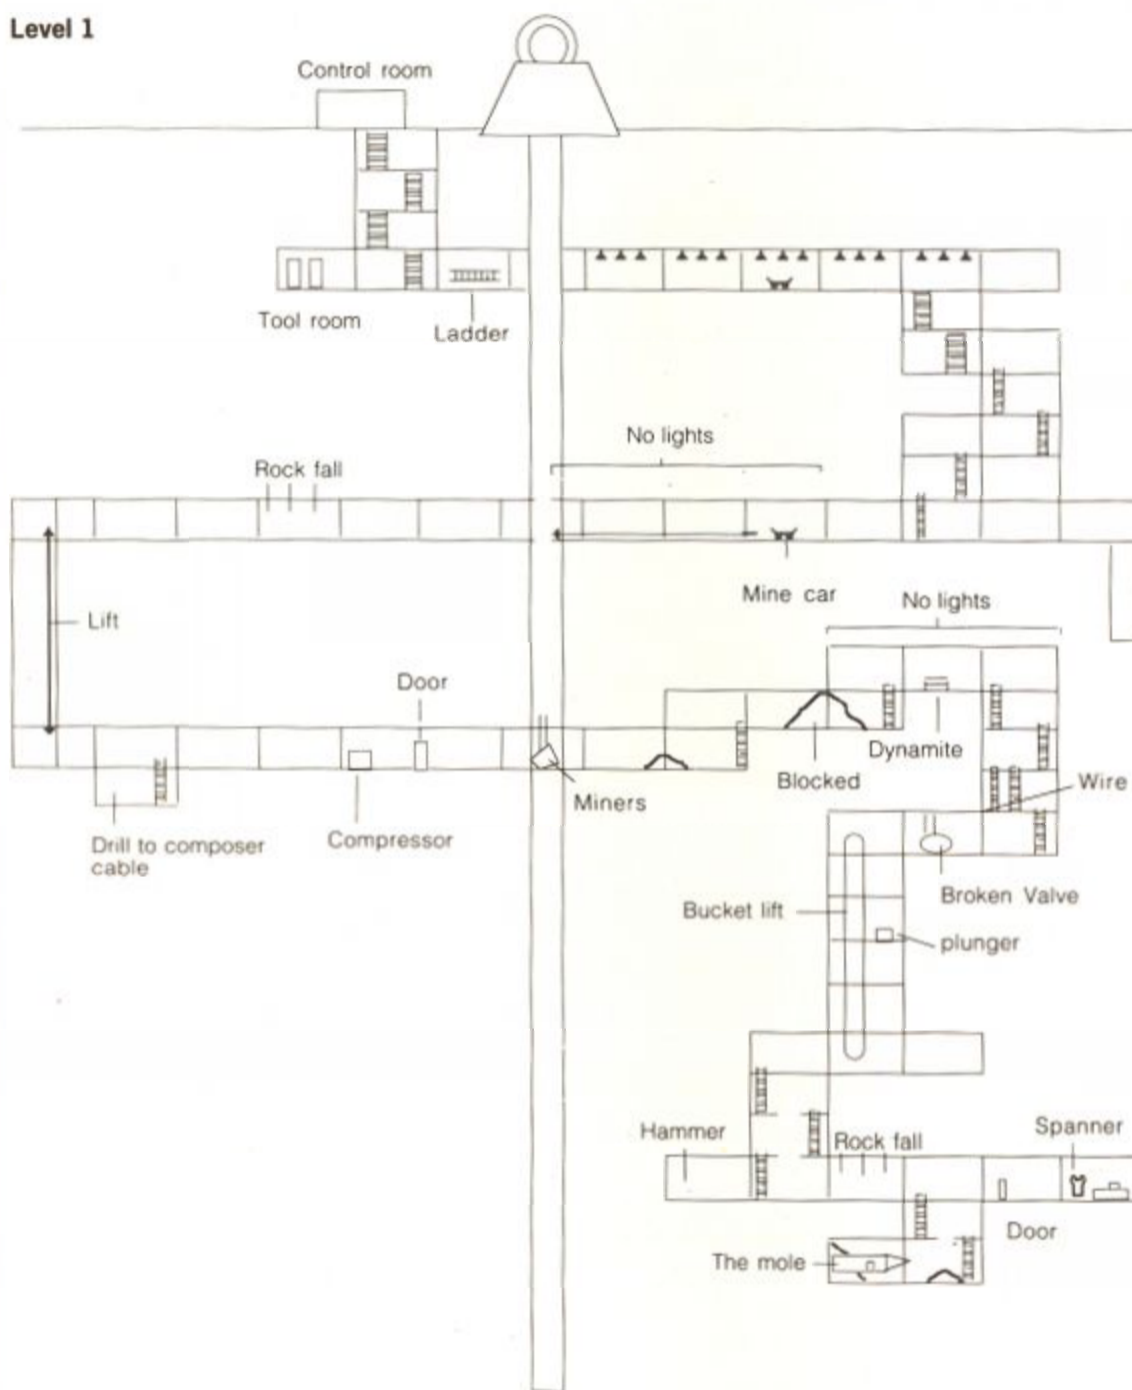 Level 1
Control room
Tool room
Ladder
No lights
Rock fall
Mine car
No lights
Lift
Door
Dynamite
Blocked
Wire
Miners
Drill to composer
cable
Compressor
Broken Valve
Bucket lift
plunger
Hammer
Rock fall
Spanner
Door
The mole